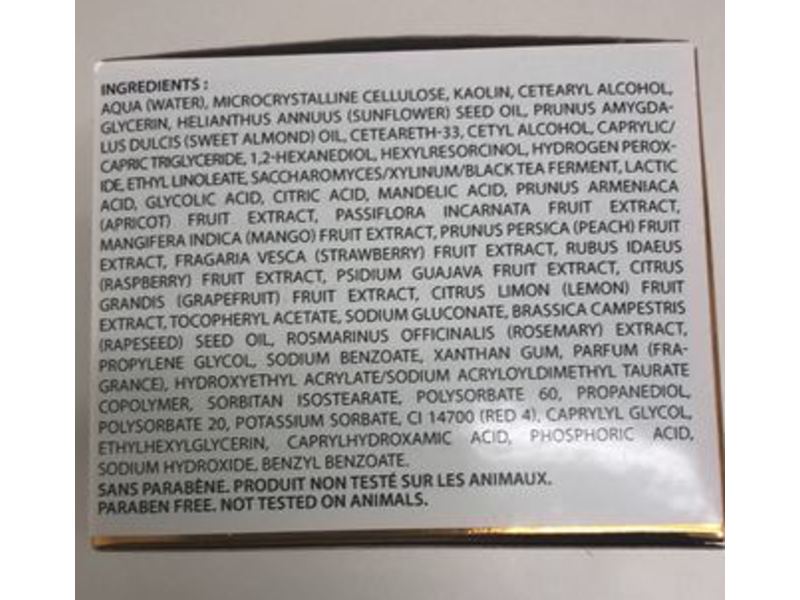 INGREDIENTS :
AQUA (WATER), MICROCRYSTALLINE CELLULOSE, KAOLIN, CETEARYL ALCOHOL,
GLYCERIN, HELIANTHUS ANNUUS (SUNFLOWER) SEED OIL, PRUNUS AMYGDA-
LUS DULCIS (SWEET ALMOND) OIL, CETEARETH-33, CETYL ALCOHOL, CAPRYLIC/
CAPRIC TRIGLYCERIDE, 1,2-HEXANEDIOL, HEXYLRESORCINOL, HYDROGEN PEROX-
IDE, ETHYL LINOLEATE, SACCHAROMYCES/XYLINUM/BLACK TEA FERMENT, LACTIC
ACID, GLYCOLIC ACID, CITRIC ACID, MANDELIC ACID, PRUNUS ARMENIACA
(APRICOT) FRUIT EXTRACT, PASSIFLORA INCARNATA FRUIT EXTRACT,
MANGIFERA INDICA (MANGO) FRUIT EXTRACT, PRUNUS PERSICA (PEACH) FRUIT
EXTRACT, FRAGARIA VESCA (STRAWBERRY) FRUIT EXTRACT, RUBUS IDAEUS
(RASPBERRY) FRUIT EXTRACT, PSIDIUM GUAJAVA FRUIT EXTRACT, CITRUS
GRANDIS (GRAPEFRUIT) FRUIT EXTRACT, CITRUS LIMON (LEMON) FRUIT
EXTRACT, TOCOPHERYL ACETATE, SODIUM GLUCONATE, BRASSICA CAMPESTRIS
(RAPESEED) SEED OIL, ROSMARINUS OFFICINALIS (ROSEMARY) EXTRACT,
PROPYLENE GLYCOL, SODIUM BENZOATE, XANTHAN GUM, PARFUM (FRA-
GRANCE), HYDROXYETHYL ACRYLATE/SODIUM ACRYLOYLDIMETHYL TAURATE
COPOLYMER, SORBITAN ISOSTEARATE, POLYSORBATE 60, PROPANEDIOL,
POLYSORBATE 20, POTASSIUM SORBATE, CI 14700 (RED 4), CAPRYLYL GLYCOL,
ETHYLHEXYLGLYCERIN, CAPRYLHYDROXAMIC ACID, PHOSPHORIC ACID,
SODIUM HYDROXIDE, BENZYL BENZOATE.
SANS PARABÈNE. PRODUIT NON TESTÉ SUR LES ANIMAUX.
PARABEN FREE. NOT TESTED ON ANIMALS.